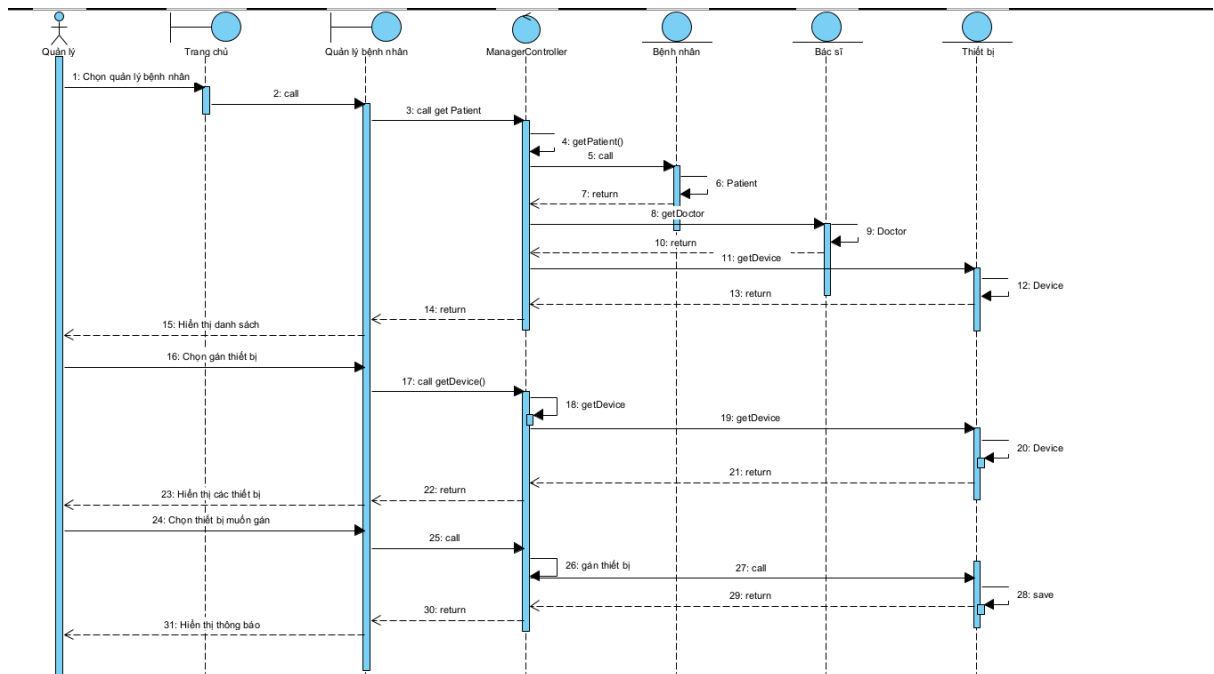 Quản lý
Trang chủ
Quản lý bệnh nhân
ManagerController
Bệnh nhân
Bác sĩ
Thiết bị
1: Chọn quản lý bệnh nhân
2: call
3: call get Patient
4: getPatient()
5: call
6: Patient
7: return
8: getDoctor
9: Doctor
10: return
11: getDevice
12: Device
13: return
14: return
15: Hiển thị danh sách
16: Chọn gán thiết bị
17: call getDevice()
18: getDevice
19: getDevice
20: Device
21: return
22: return
23: Hiển thị các thiết bị
24: Chọn thiết bị muốn gán
25: call
26: gán thiết bị
27: call
28: save
29: return
30: return
31: Hiển thị thông báo